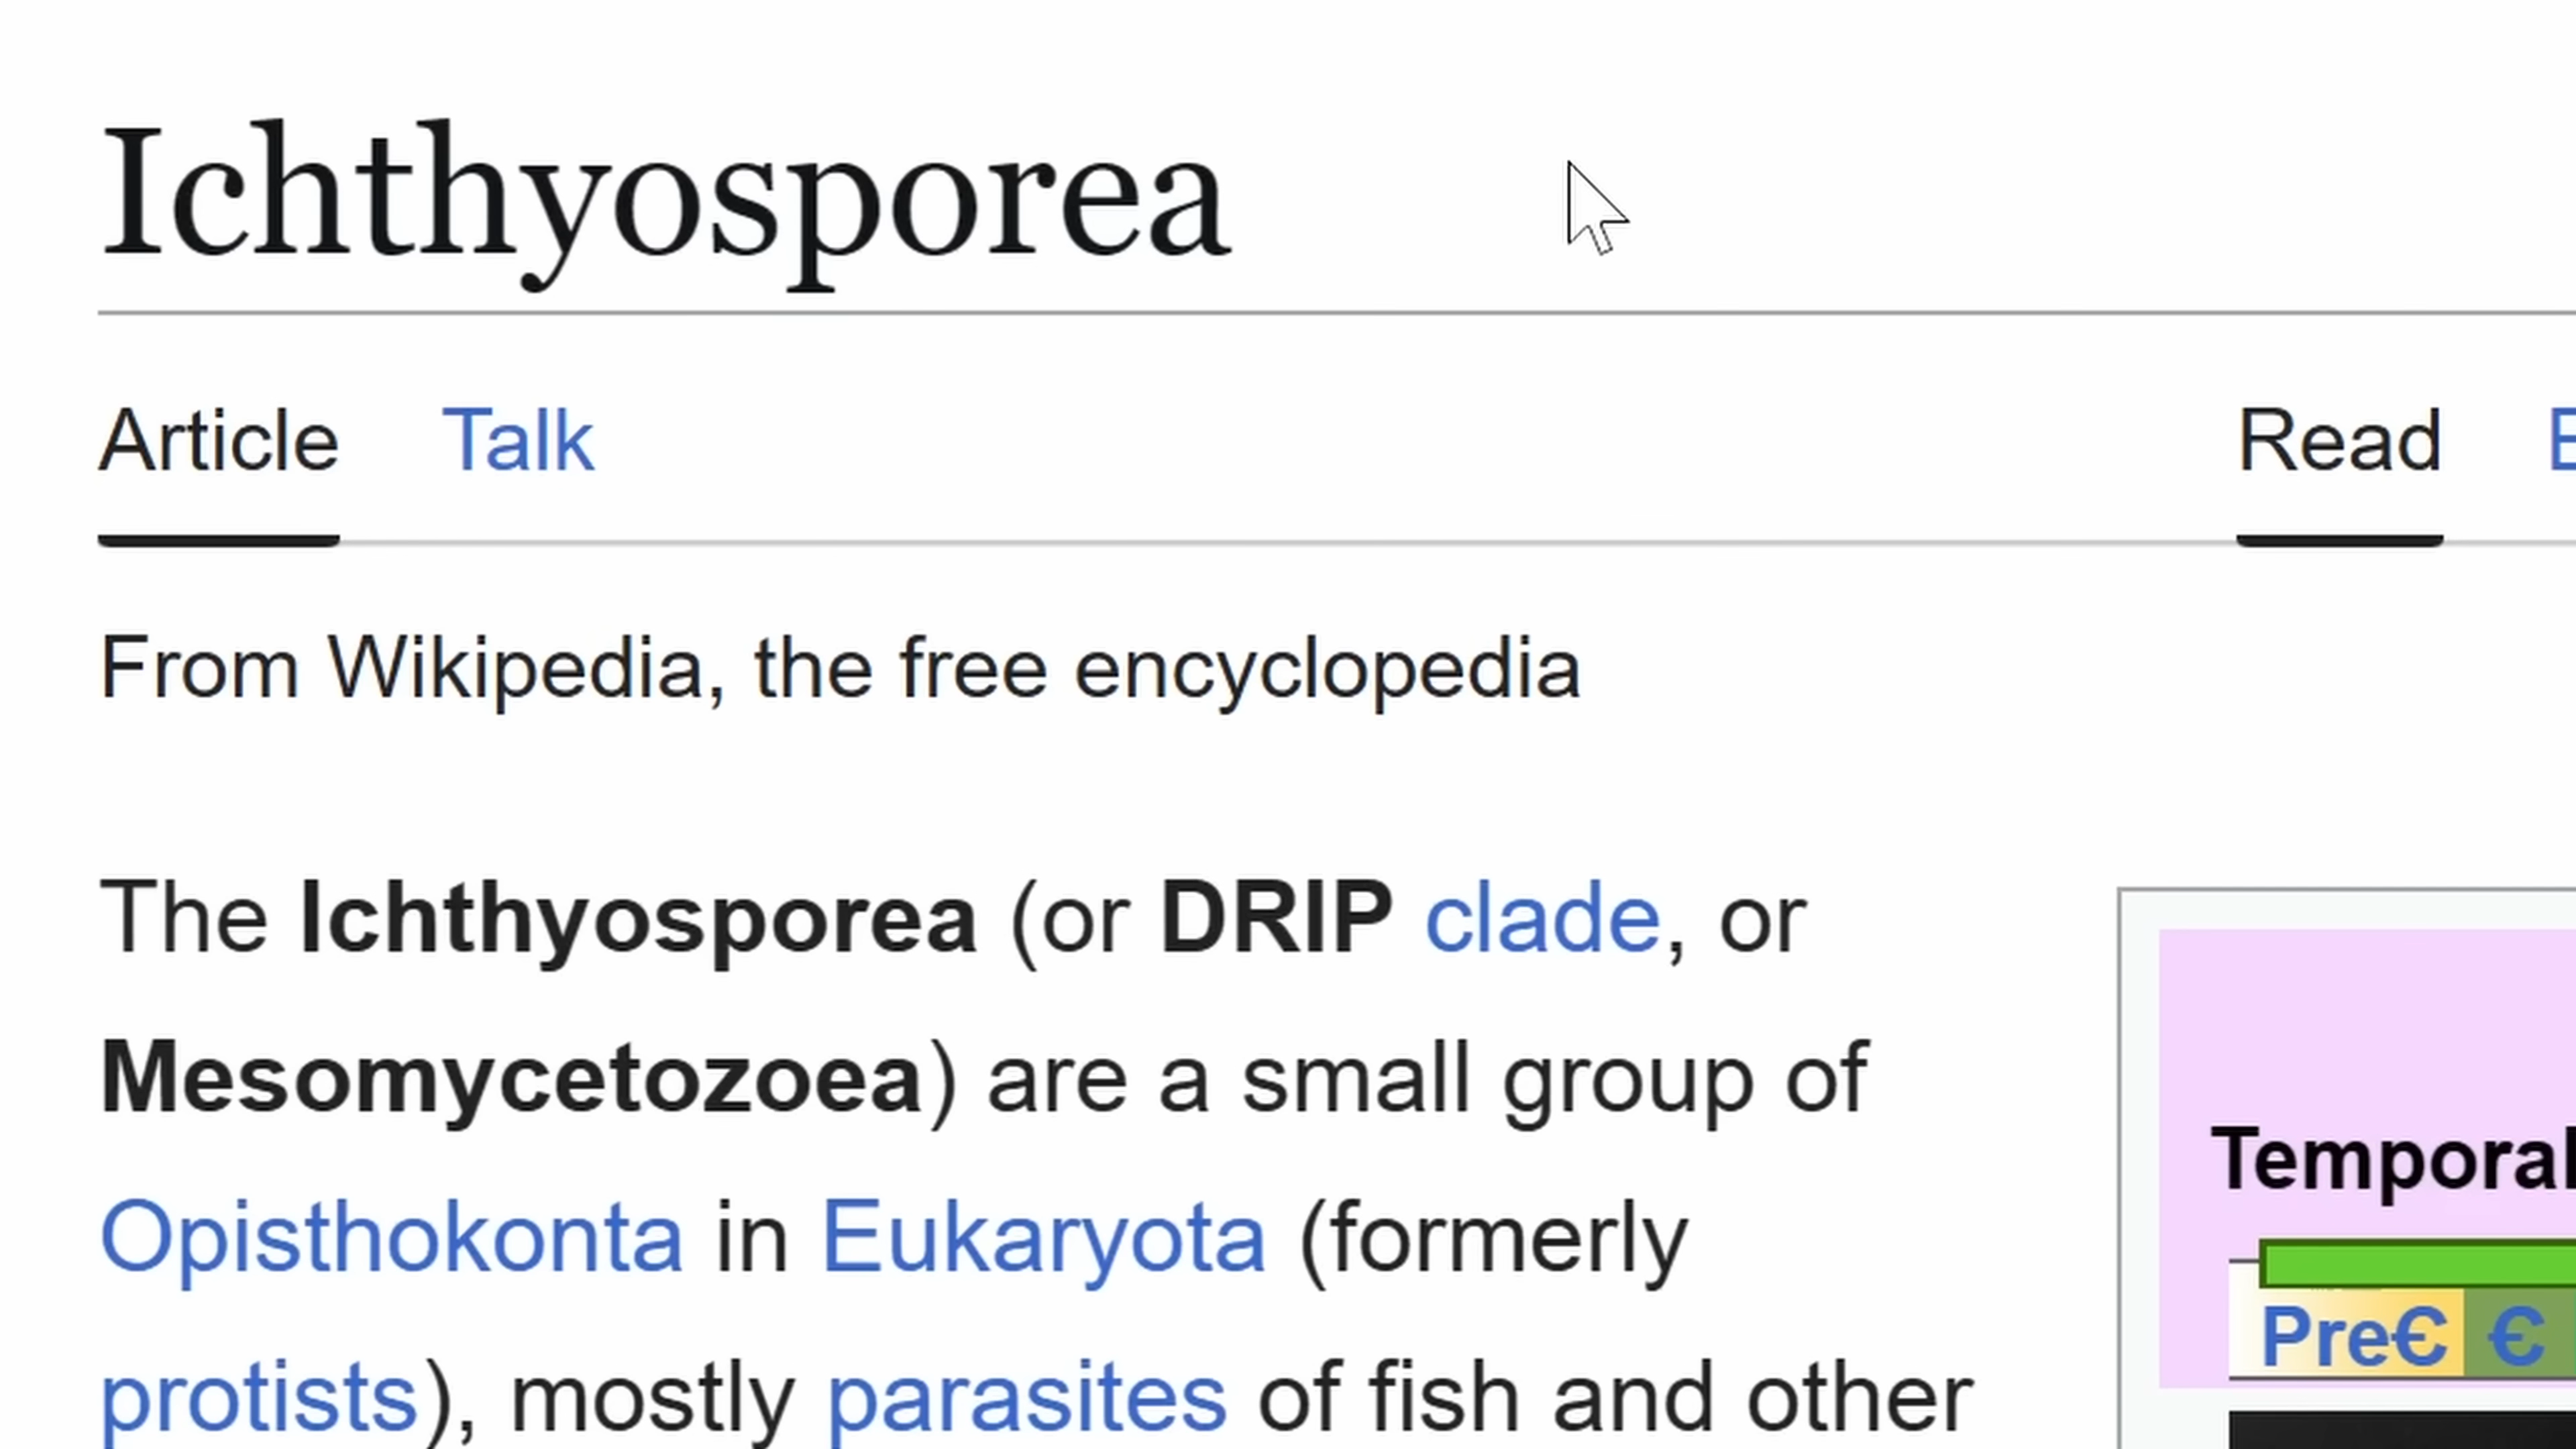 Ichthyosporea
Article Talk Read
From Wikipedia, the free encyclopedia
The Ichthyosporea (or DRIP clade, or
Mesomycetozoea) are a small group of
Opisthokonta in Eukaryota (formerly
protists), mostly parasites of fish and other
Temporal
PreЄ Є